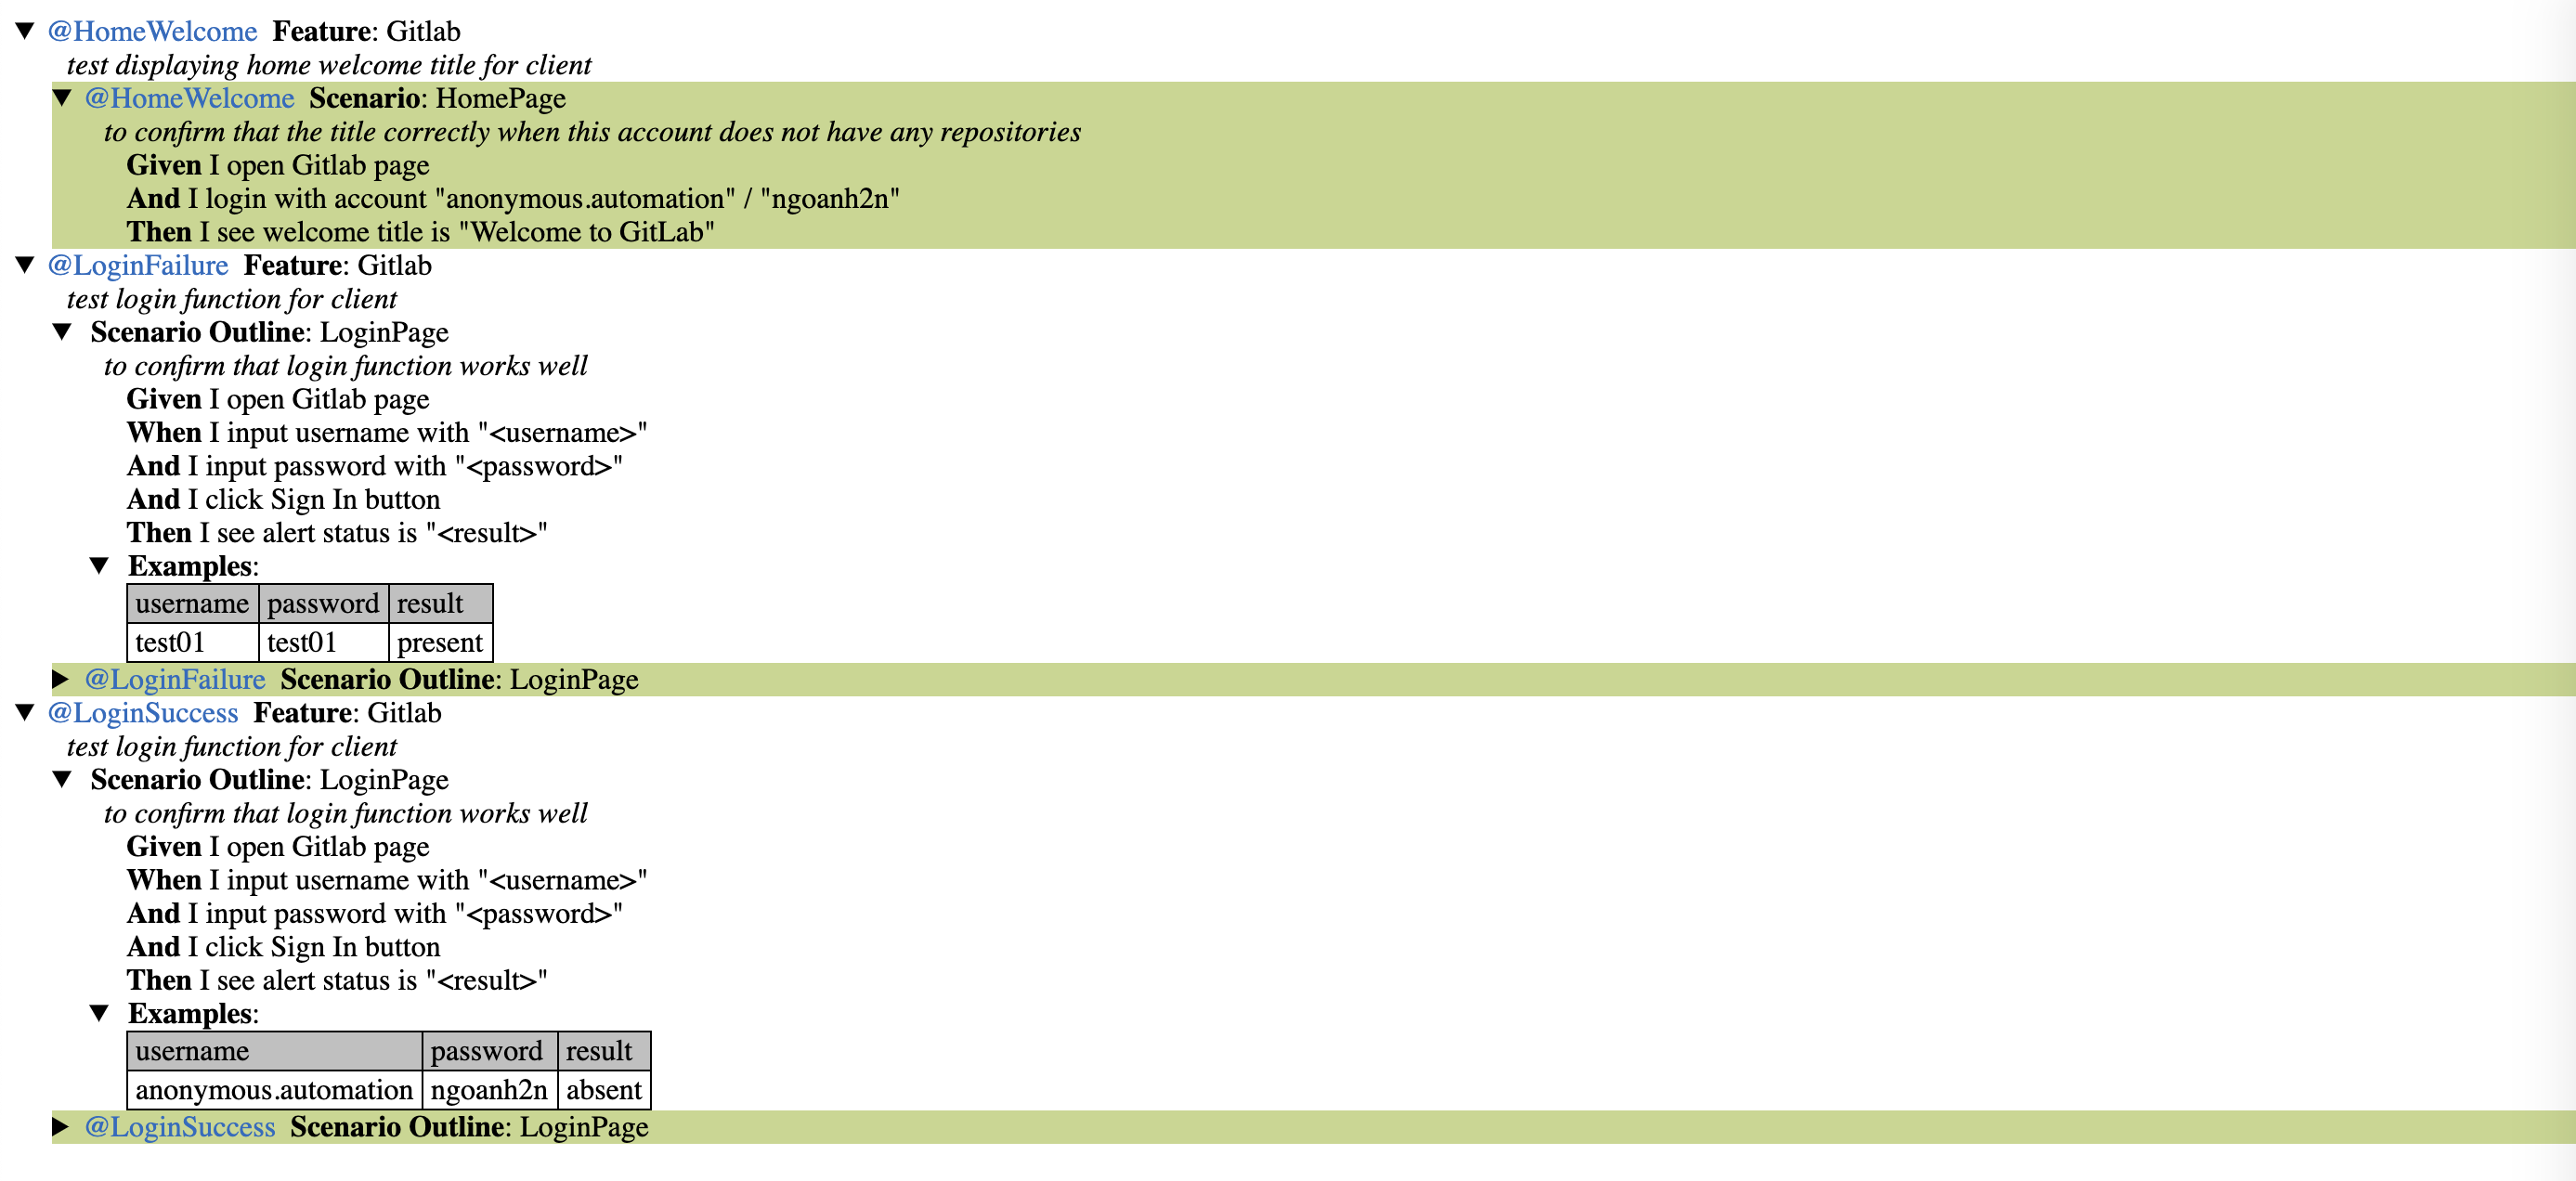 @HomeWelcome Feature: Gitlab
test displaying home welcome title for client
@HomeWelcome Scenario: HomePage
to confirm that the title correctly when this account does not have any repositories
Given I open Gitlab page
And I login with account "anonymous.automation" / "ngoanh2n"
Then I see welcome title is "Welcome to GitLab"
@LoginFailure Feature: Gitlab
test login function for client
Scenario Outline: LoginPage
to confirm that login function works well
Given I open Gitlab page
When I input username with "<username>"
And I input password with "<password>"
And I click Sign In button
Then I see alert status is "<result>"
Examples:
username password result
test01 test01 present
@LoginFailure Scenario Outline: LoginPage
@LoginSuccess Feature: Gitlab
test login function for client
Scenario Outline: LoginPage
to confirm that login function works well
Given I open Gitlab page
When I input username with "<username>"
And I input password with "<password>"
And I click Sign In button
Then I see alert status is "<result>"
Examples:
username password result
anonymous.automation ngoanh2n absent
@LoginSuccess Scenario Outline: LoginPage